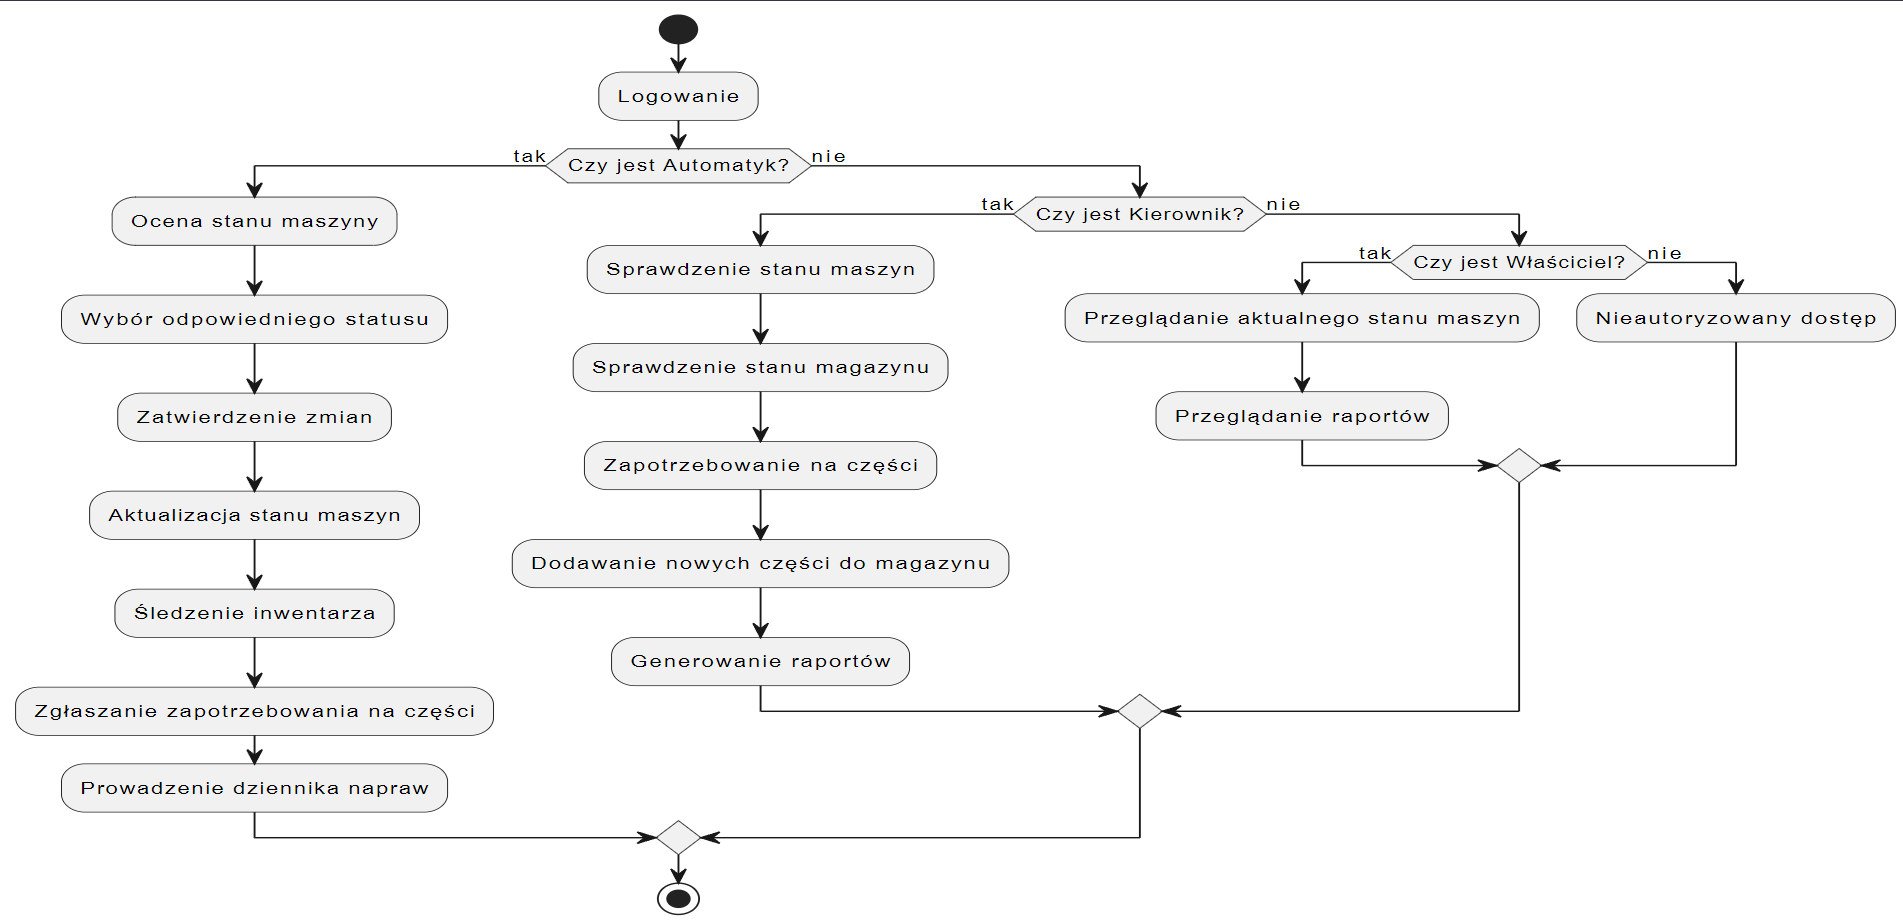 Logowanie
tak
Czy jest Automatyk?
nie
Ocena stanu maszyny
Wybór odpowiedniego statusu
Zatwierdzenie zmian
Aktualizacja stanu maszyn
Śledzenie inwentarza
Zgłaszanie zapotrzebowania na części
Prowadzenie dziennika napraw
tak
Czy jest Kierownik?
nie
Sprawdzenie stanu maszyn
Sprawdzenie stanu magazynu
Zapotrzebowanie na części
Dodawanie nowych części do magazynu
Generowanie raportów
tak
Czy jest Właściciel?
nie
Przeglądanie aktualnego stanu maszyn
Przeglądanie raportów
Nieautoryzowany dostęp